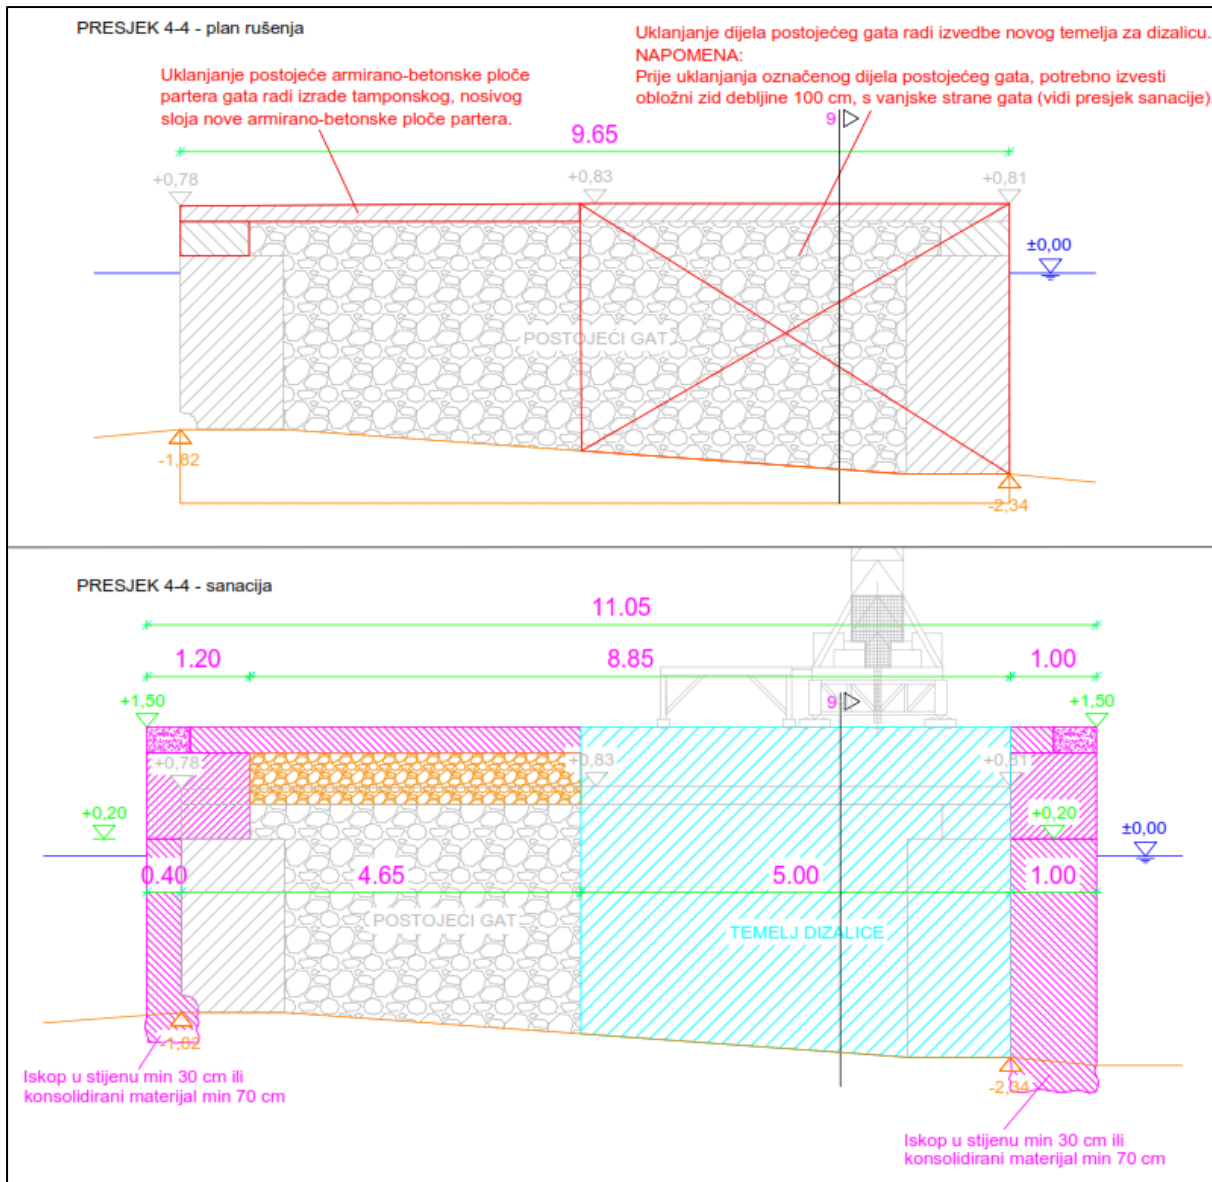 PRESJEK 4-4 - plan rušenja
Uklanjanje dijela postojećeg gata radi izvedbe novog temelja za dizalicu.
NAPOMENA:
Prije uklanjanja označenog dijela postojećeg gata, potrebno izvesti
obložni zid debljine 100 cm, s vanjske strane gata (vidi presjek sanacije)
Uklanjanje postojeće armirano-betonske ploče
partera gata radi izrade tamponskog, nosivog
sloja nove armirano-betonske ploče partera.
9
9.65
+0,78
+0,83
+0,81
±0,00
POSTOJEĆI GAT
-1,82
-2,34
PRESJEK 4-4 - sanacija
11.05
1.20
8.85
1.00
9
+1,50
+1,50
+0,78
+0,83
+0,81
+0,20
+0,20
±0,00
0.40
4.65
5.00
1.00
POSTOJEĆI GAT
TEMELJ DIZALICE
-1,82
-2,34
Iskop u stijenu min 30 cm ili
konsolidirani materijal min 70 cm
Iskop u stijenu min 30 cm ili
konsolidirani materijal min 70 cm